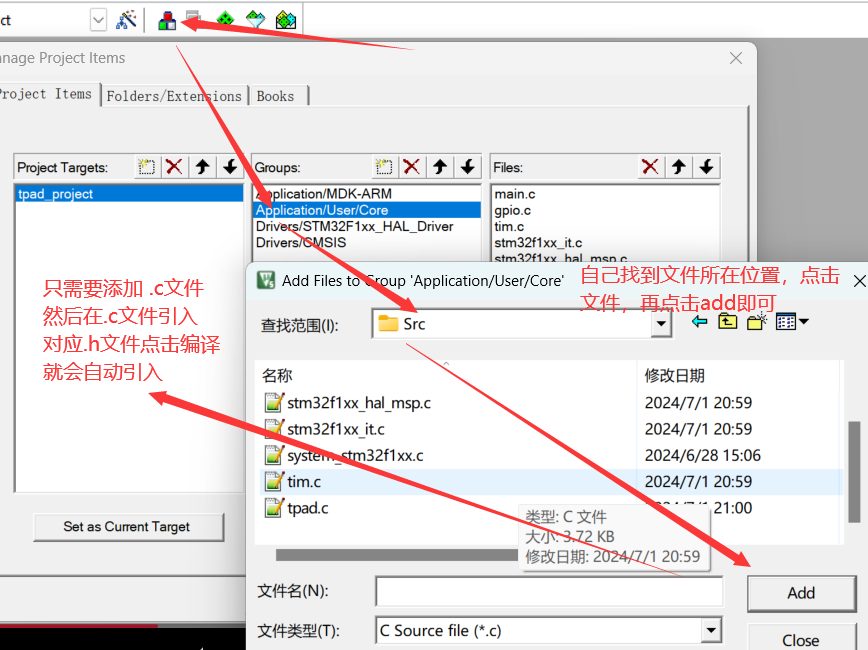 ct
nage Project Items
Project Items
Folders/Extensions
Books
Project Targets:
Groups:
Files:
tpad_project
Application/MDK-ARM
Application/User/Core
Drivers/STM32F1xx_HAL_Driver
Drivers/CMSIS
main.c
gpio.c
tim.c
stm32f1xx_it.c
stm32f1xx_hal_msp.c
只需要添加 .c文件
然后在.c文件引入
对应.h文件点击编译
就会自动引入
Set as Current Target
Add Files to Group 'Application/User/Core'
自己找到文件所在位置，点击
文件，再点击add即可
查找范围(I):
Src
名称
修改日期
stm32f1xx_hal_msp.c
2024/7/1 20:59
stm32f1xx_it.c
2024/7/1 20:59
system_stm32f1xx.c
2024/6/28 15:06
tim.c
2024/7/1 20:59
tpad.c
21:00
类型: C 文件
大小: 3.72 KB
修改日期: 2024/7/1 20:59
文件名(N):
Add
文件类型(T):
C Source file (*.c)
Close